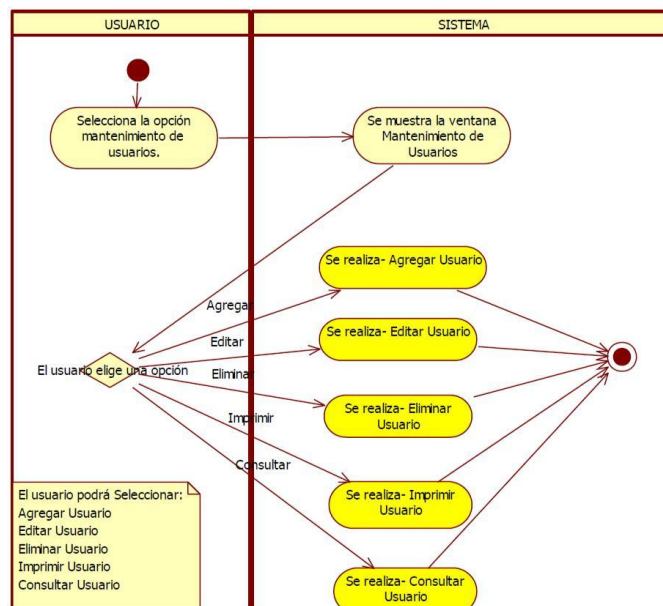 USUARIO
SISTEMA
Selecciona la opción
mantenimiento de
usuarios.
Se muestra la ventana
Mantenimiento de
Usuarios
Se realiza- Agregar Usuario
Agregar
Se realiza- Editar Usuario
Editar
El usuario elige una opción
Eliminar
Se realiza- Eliminar
Usuario
Imprimir
Consultar
Se realiza- Imprimir
Usuario
El usuario podrá Seleccionar:
Agregar Usuario
Editar Usuario
Eliminar Usuario
Imprimir Usuario
Consultar Usuario
Se realiza- Consultar
Usuario